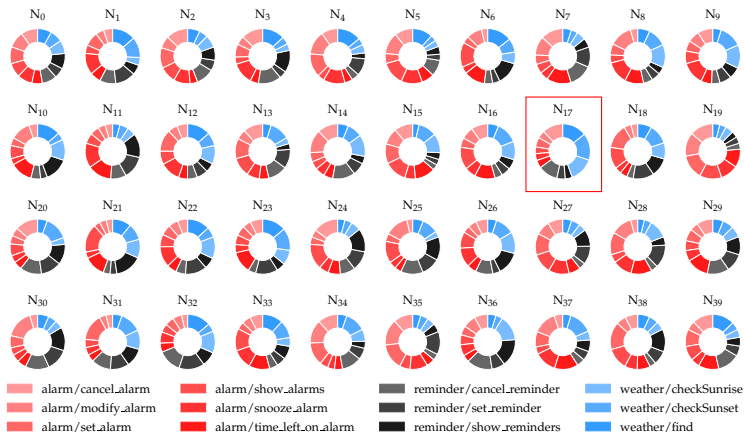 N0 N1 N2 N3 N4 N5 N6 N7 N8 N9
N10 N11 N12 N13 N14 N15 N16 N17 N18 N19
N20 N21 N22 N23 N24 N25 N26 N27 N28 N29
N30 N31 N32 N33 N34 N35 N36 N37 N38 N39
alarm/cancel_alarm alarm/show_alarms reminder/cancel_reminder weather/checkSunrise
alarm/modify_alarm alarm/snooze_alarm reminder/set_reminder weather/checkSunset
alarm/set_alarm alarm/time_left_on_alarm reminder/show_reminders weather/find